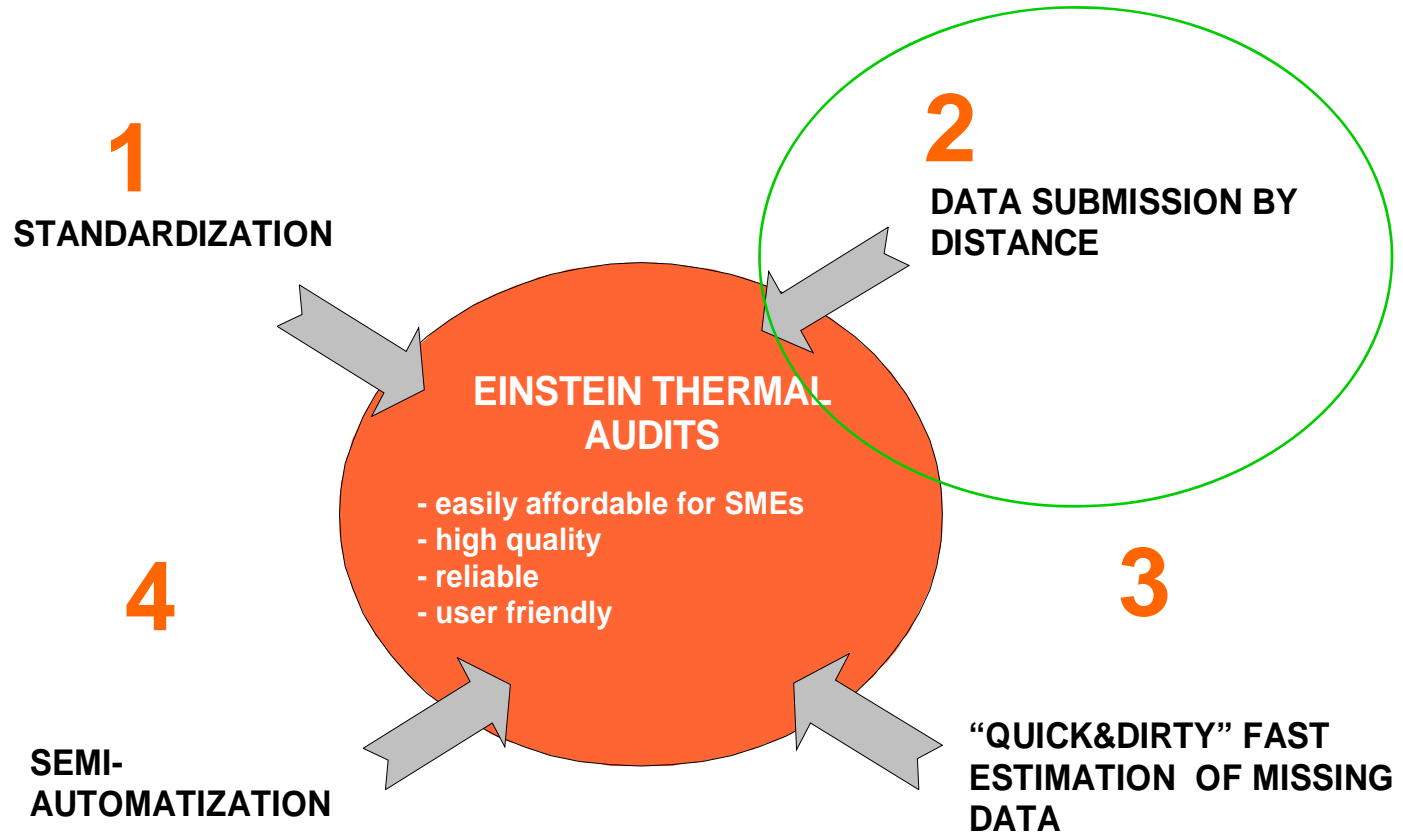 1
STANDARDIZATION
2
DATA SUBMISSION BY
DISTANCE
EINSTEIN THERMAL
AUDITS
- easily affordable for SMEs
- high quality
- reliable
- user friendly
3
“QUICK&DIRTY” FAST
ESTIMATION OF MISSING
DATA
4
SEMI-
AUTOMATIZATION